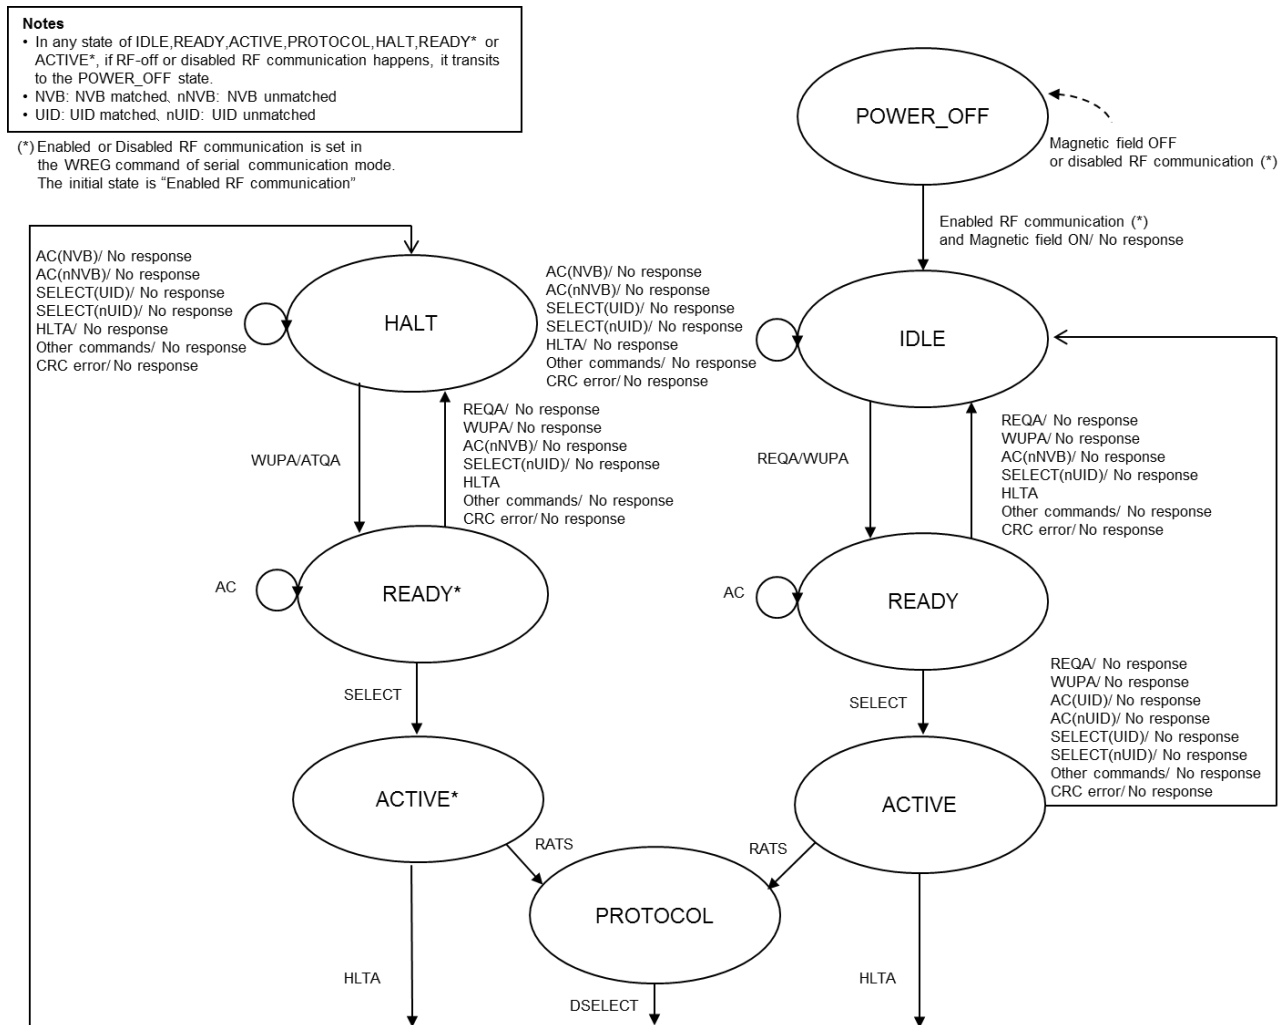 Notes
• In any state of IDLE,READY,ACTIVE,PROTOCOL,HALT,READY* or
ACTIVE*, if RF-off or disabled RF communication happens, it transits
to the POWER_OFF state.
• NVB: NVB matched、nNVB: NVB unmatched
• UID: UID matched、nUID: UID unmatched
(*) Enabled or Disabled RF communication is set in
the WREG command of serial communication mode.
The initial state is “Enabled RF communication”
POWER_OFF
Magnetic field OFF
or disabled RF communication (*)
Enabled RF communication (*)
and Magnetic field ON/ No response
AC(NVB)/ No response
AC(nNVB)/ No response
SELECT(UID)/ No response
SELECT(nUID)/ No response
HLTA/ No response
Other commands/ No response
CRC error/ No response
HALT
AC(NVB)/ No response
AC(nNVB)/ No response
SELECT(UID)/ No response
SELECT(nUID)/ No response
HLTA/ No response
Other commands/ No response
CRC error/ No response
IDLE
WUPA/ATQA
REQA/ No response
WUPA/ No response
AC(nNVB)/ No response
SELECT(nUID)/ No response
HLTA
Other commands/ No response
CRC error/ No response
REQA/WUPA
REQA/ No response
WUPA/ No response
AC(nNVB)/ No response
SELECT(nUID)/ No response
HLTA
Other commands/ No response
CRC error/ No response
AC
READY*
AC
READY
SELECT
SELECT
REQA/ No response
WUPA/ No response
AC(UID)/ No response
AC(nUID)/ No response
SELECT(UID)/ No response
SELECT(nUID)/ No response
Other commands/ No response
CRC error/ No response
ACTIVE*
ACTIVE
RATS
RATS
PROTOCOL
HLTA
DSELECT
HLTA